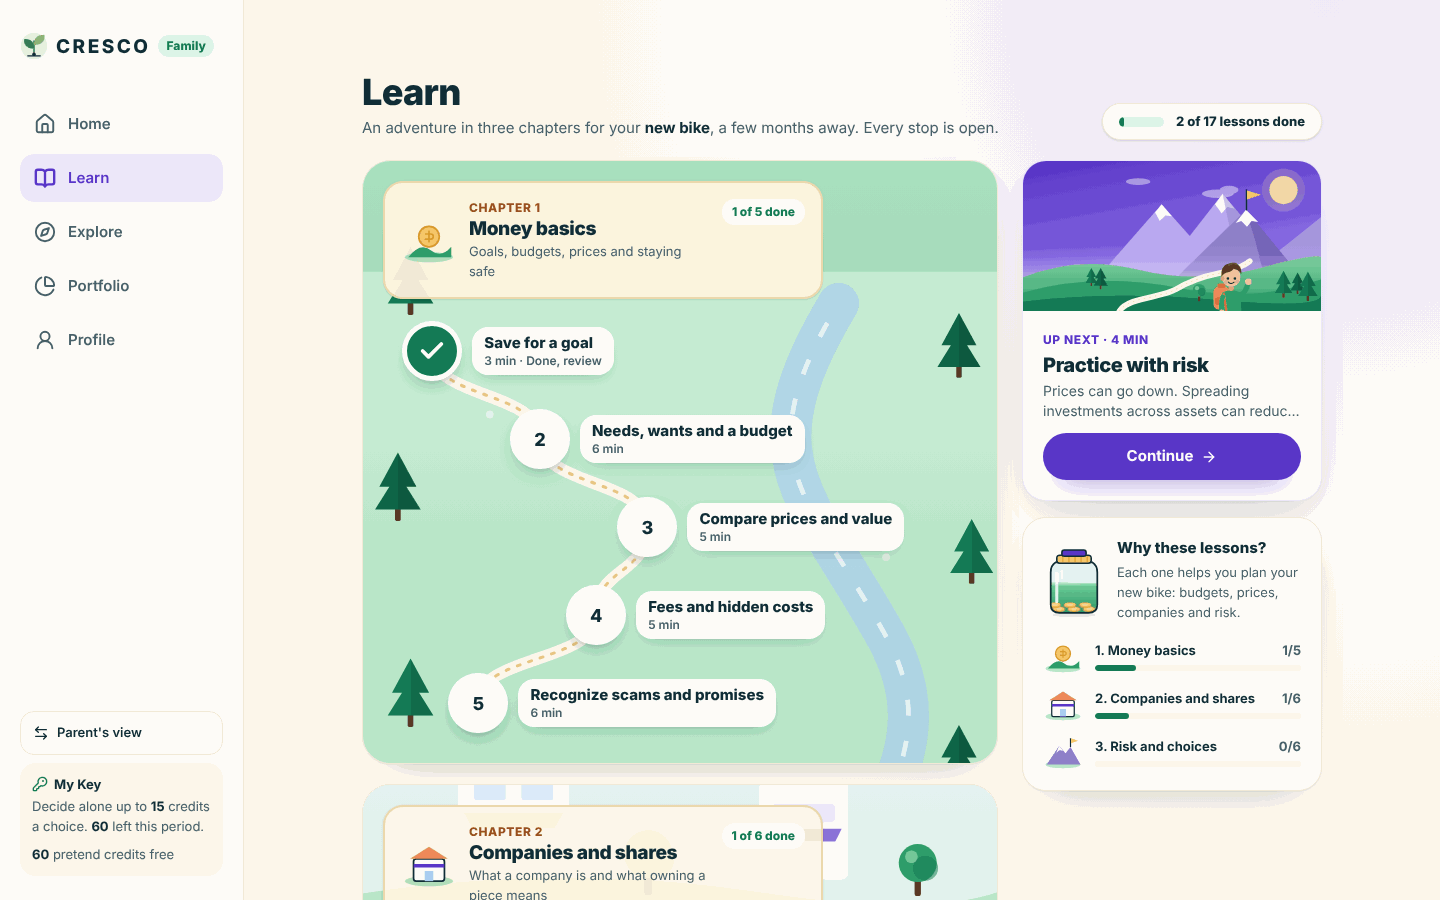 CRESCO Family
Home
Learn
Explore
Portfolio
Profile
Parent's view
My Key
Decide alone up to 15 credits
a choice. 60 left this period.
60 pretend credits free
Learn
An adventure in three chapters for your new bike, a few months away. Every stop is open.
2 of 17 lessons done
CHAPTER 1
1 of 5 done
Money basics
Goals, budgets, prices and staying
safe
Save for a goal
3 min · Done, review
2
Needs, wants and a budget
6 min
3
Compare prices and value
5 min
4
Fees and hidden costs
5 min
5
Recognize scams and promises
6 min
CHAPTER 2
1 of 6 done
Companies and shares
What a company is and what owning a
piece means
UP NEXT · 4 MIN
Practice with risk
Prices can go down. Spreading
investments across assets can reduc...
Continue →
Why these lessons?
Each one helps you plan your
new bike: budgets, prices,
companies and risk.
1. Money basics 1/5
2. Companies and shares 1/6
3. Risk and choices 0/6